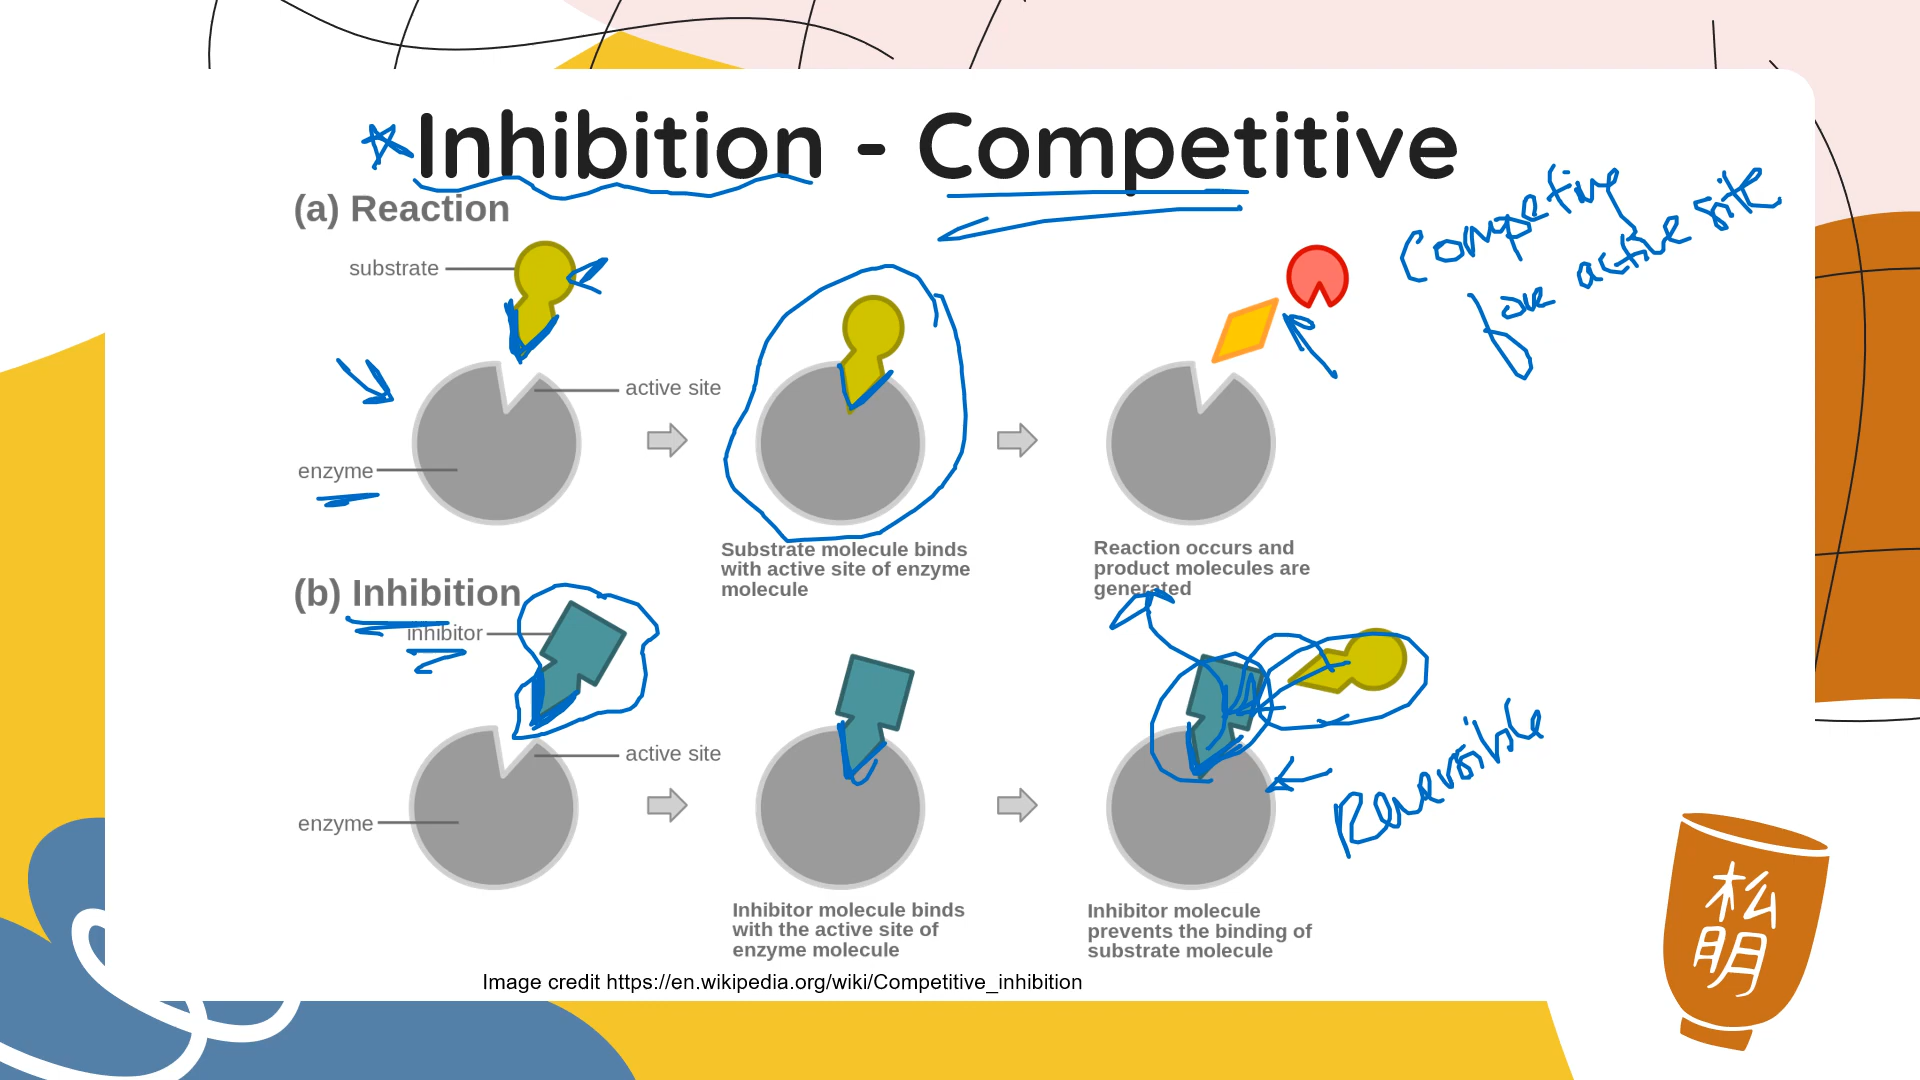 Inhibition - Competitive
(a) Reaction
substrate
active site
enzyme
Competing
for active site
Substrate molecule binds
with active site of enzyme
molecule
Reaction occurs and
product molecules are
generated
(b) Inhibition
inhibitor
active site
enzyme
Reversible
Inhibitor molecule binds
with the active site of
enzyme molecule
Inhibitor molecule
prevents the binding of
substrate molecule
Image credit https://en.wikipedia.org/wiki/Competitive_inhibition
松
明